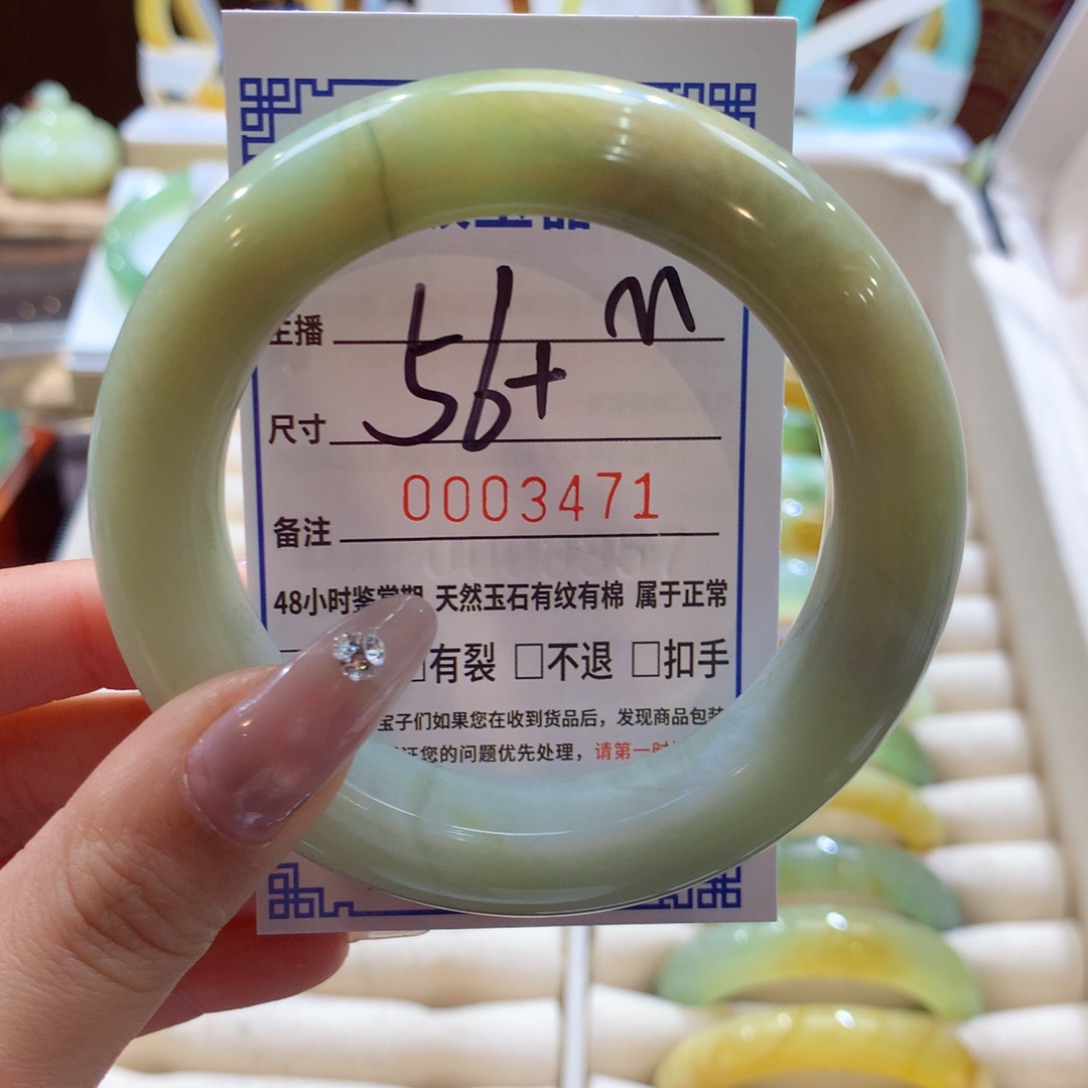 主播 m
尺寸 56+
0003471
备注
48小时鉴赏期 天然玉石有纹有棉 属于正常
□有裂 □不退 □扣手
宝子们如果您在收到货品后，发现商品包装
证您的问题优先处理，请第一时